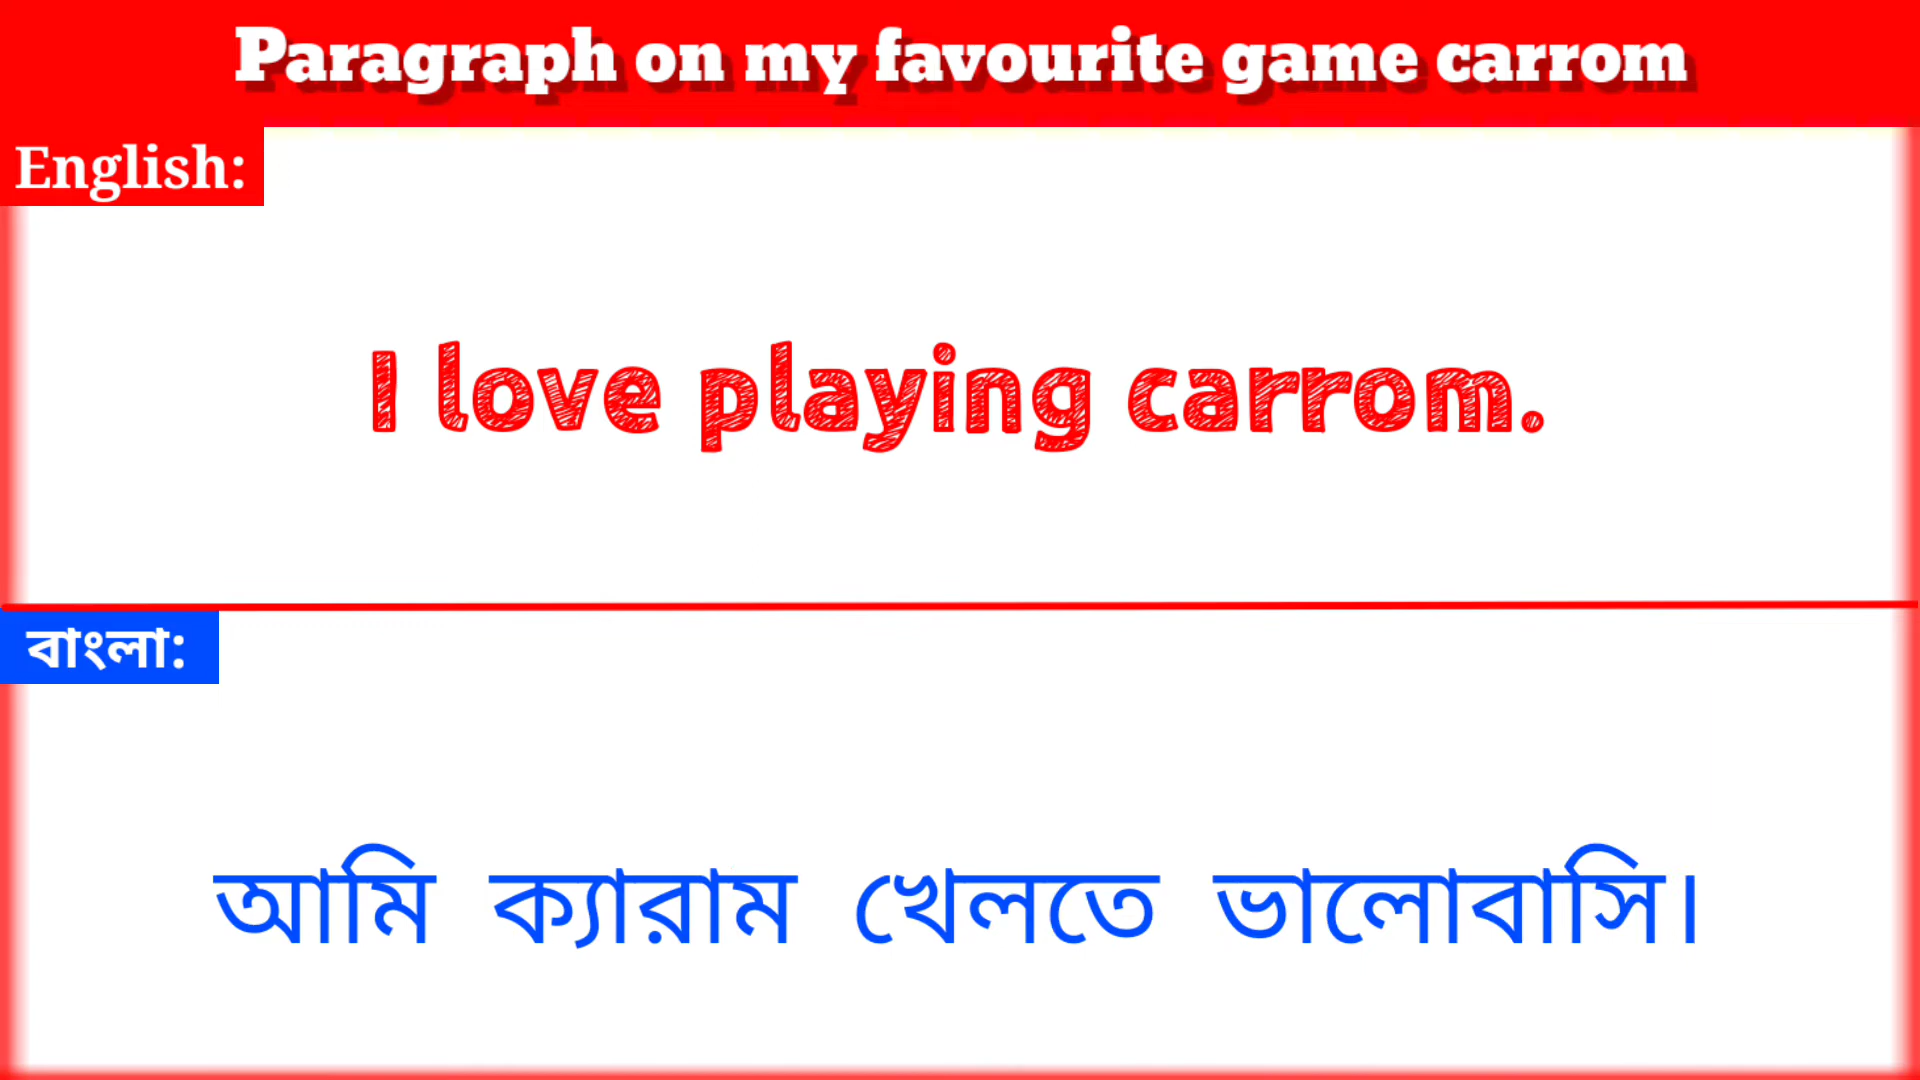 Paragraph on my favourite game carrom
English:
I love playing carrom.
বাংলা:
আমি ক্যারাম খেলতে ভালোবাসি।